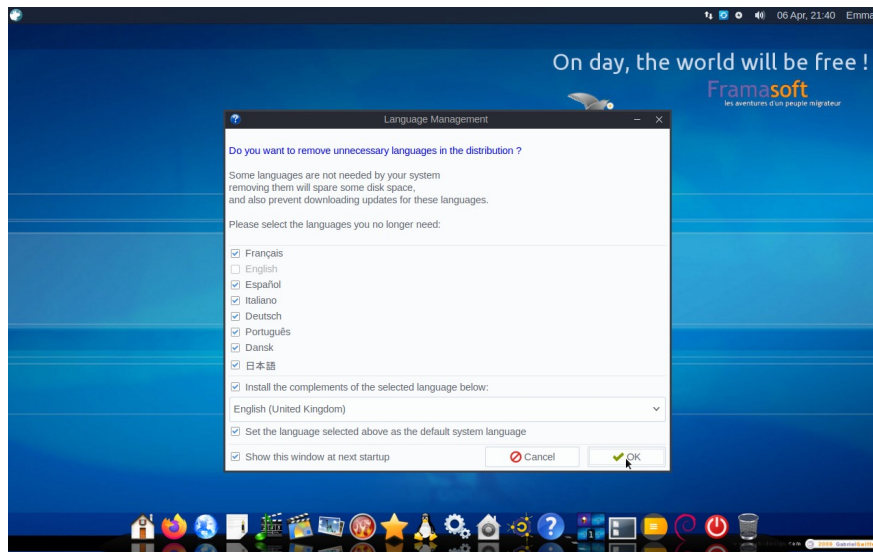 06 Apr, 21:40 Emma
On day, the world will be free !
Framasoft
les aventures d'un peuple migrateur
Language Management
Do you want to remove unnecessary languages in the distribution ?
Some languages are not needed by your system
removing them will spare some disk space,
and also prevent downloading updates for these languages.
Please select the languages you no longer need:
Français
English
Español
Italiano
Deutsch
Português
Dansk
日本語
Install the complements of the selected language below:
English (United Kingdom)
Set the language selected above as the default system language
Show this window at next startup
Cancel
OK
1
2006